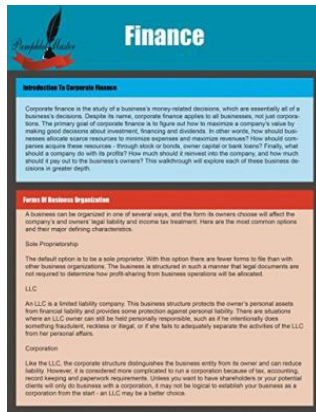 Pamphlet Master
Finance
Introduction To Corporate Finance
Corporate finance is the study of a business's money-related decisions, which are essentially all of a
business's decisions. Despite its name, corporate finance applies to all businesses, not just corpora-
tions. The primary goal of corporate finance is to figure out how to maximize a company's value by
making good decisions about investment, financing and dividends. In other words, how should busi-
nesses allocate scarce resources to minimize expenses and maximize revenues? How should com-
panies acquire these resources - through stock or bonds, owner capital or bank loans? Finally, what
should a company do with its profits? How much should it reinvest into the company, and how much
should it pay out to the business's owners? This walkthrough will explore each of these business de-
cisions in greater depth.
Forms Of Business Organization
A business can be organized in one of several ways, and the form its owners choose will affect the
company's and owners' legal liability and income tax treatment. Here are the most common options
and their major defining characteristics.
Sole Proprietorship
The default option is to be a sole proprietor. With this option there are fewer forms to file than with
other business organizations. The business is structured in such a manner that legal documents are
not required to determine how profit-sharing from business operations will be allocated.
LLC
An LLC is a limited liability company. This business structure protects the owner's personal assets
from financial liability and provides some protection against personal liability. There are situations
where an LLC owner can still be held personally responsible, such as if he intentionally does
something fraudulent, reckless or illegal, or if she fails to adequately separate the activities of the LLC
from her personal affairs.
Corporation
Like the LLC, the corporate structure distinguishes the business entity from its owner and can reduce
liability. However, it is considered more complicated to run a corporation because of tax, accounting,
record keeping and paperwork requirements. Unless you want to have shareholders or your potential
clients will only do business with a corporation, it may not be logical to establish your business as a
corporation from the start - an LLC may be a better choice.